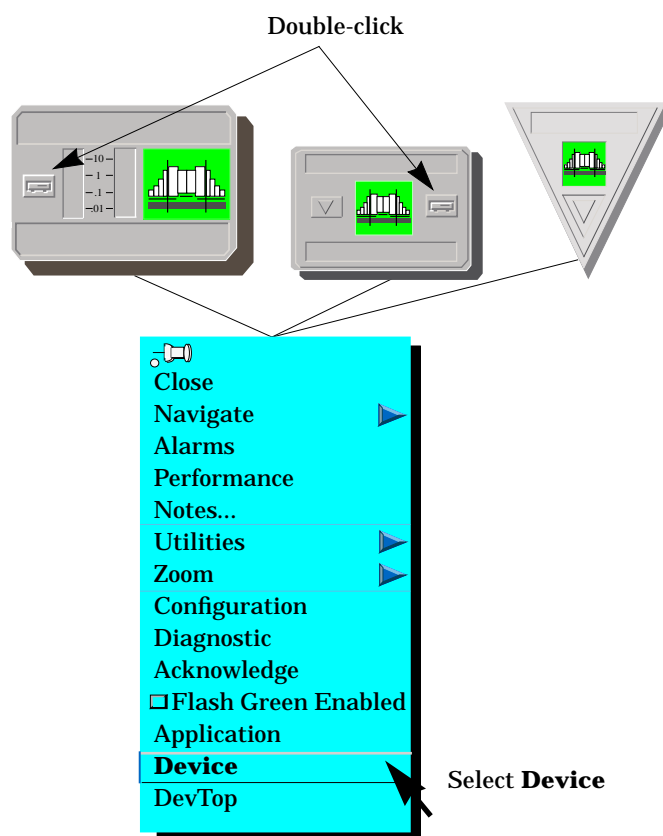 Double-click
10
1
.1
.01
Close
Navigate
Alarms
Performance
Notes...
Utilities
Zoom
Configuration
Diagnostic
Acknowledge
Flash Green Enabled
Application
Device
DevTop
Select Device